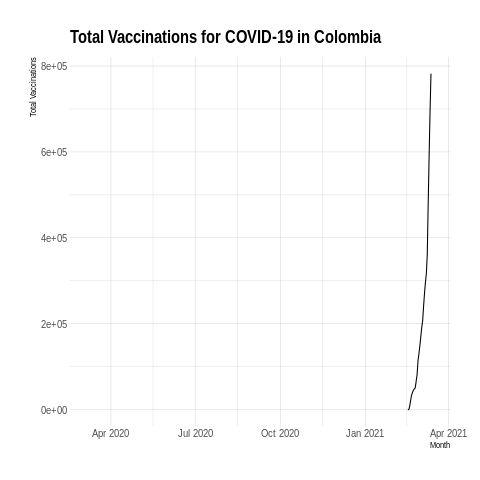 Total Vaccinations for COVID-19 in Colombia
Total Vaccinations
8e+05
6e+05
4e+05
2e+05
0e+00
Apr 2020 Jul 2020 Oct 2020 Jan 2021 Apr 2021
Month